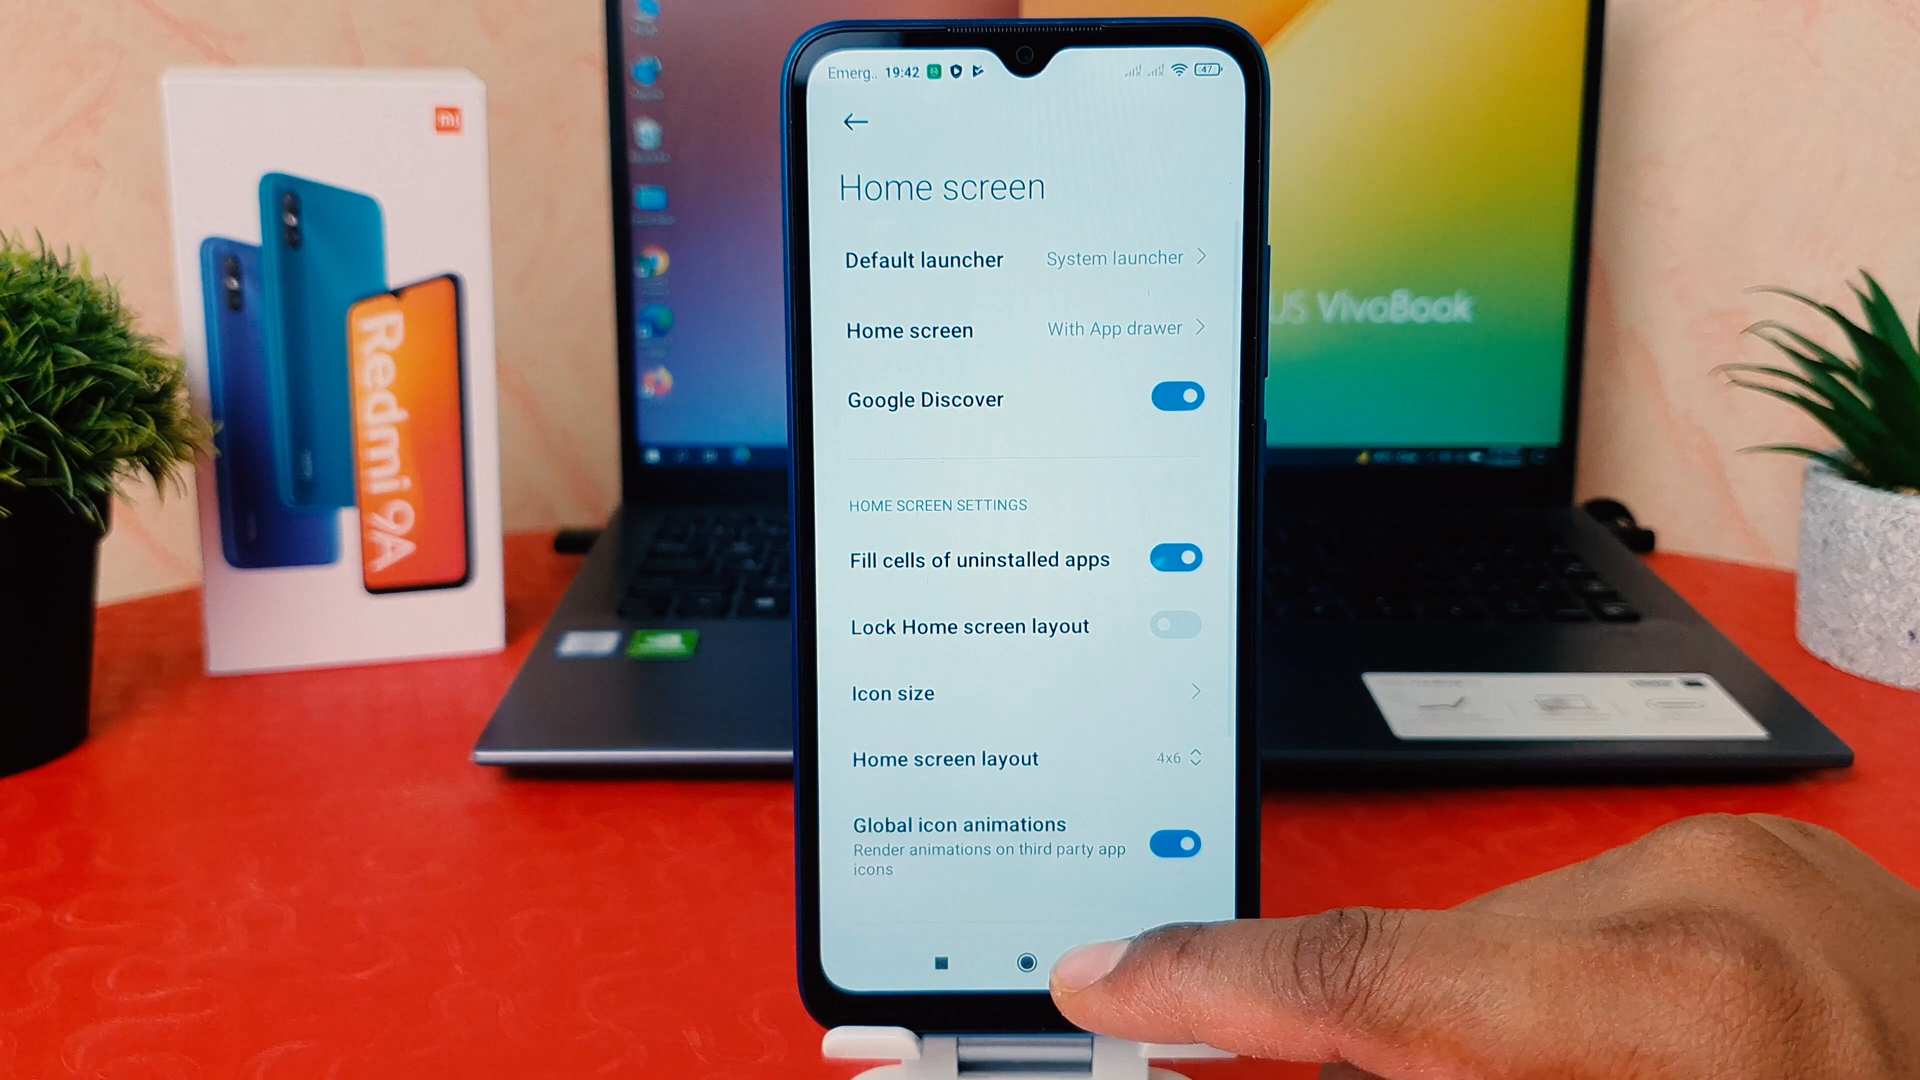 mi
Redmi 9A
Emerg.. 19:42
47
Home screen
Default launcher System launcher
Home screen With App drawer
Google Discover
HOME SCREEN SETTINGS
Fill cells of uninstalled apps
Lock Home screen layout
Icon size
Home screen layout 4x6
Global icon animations
Render animations on third party app
icons
US VivoBook